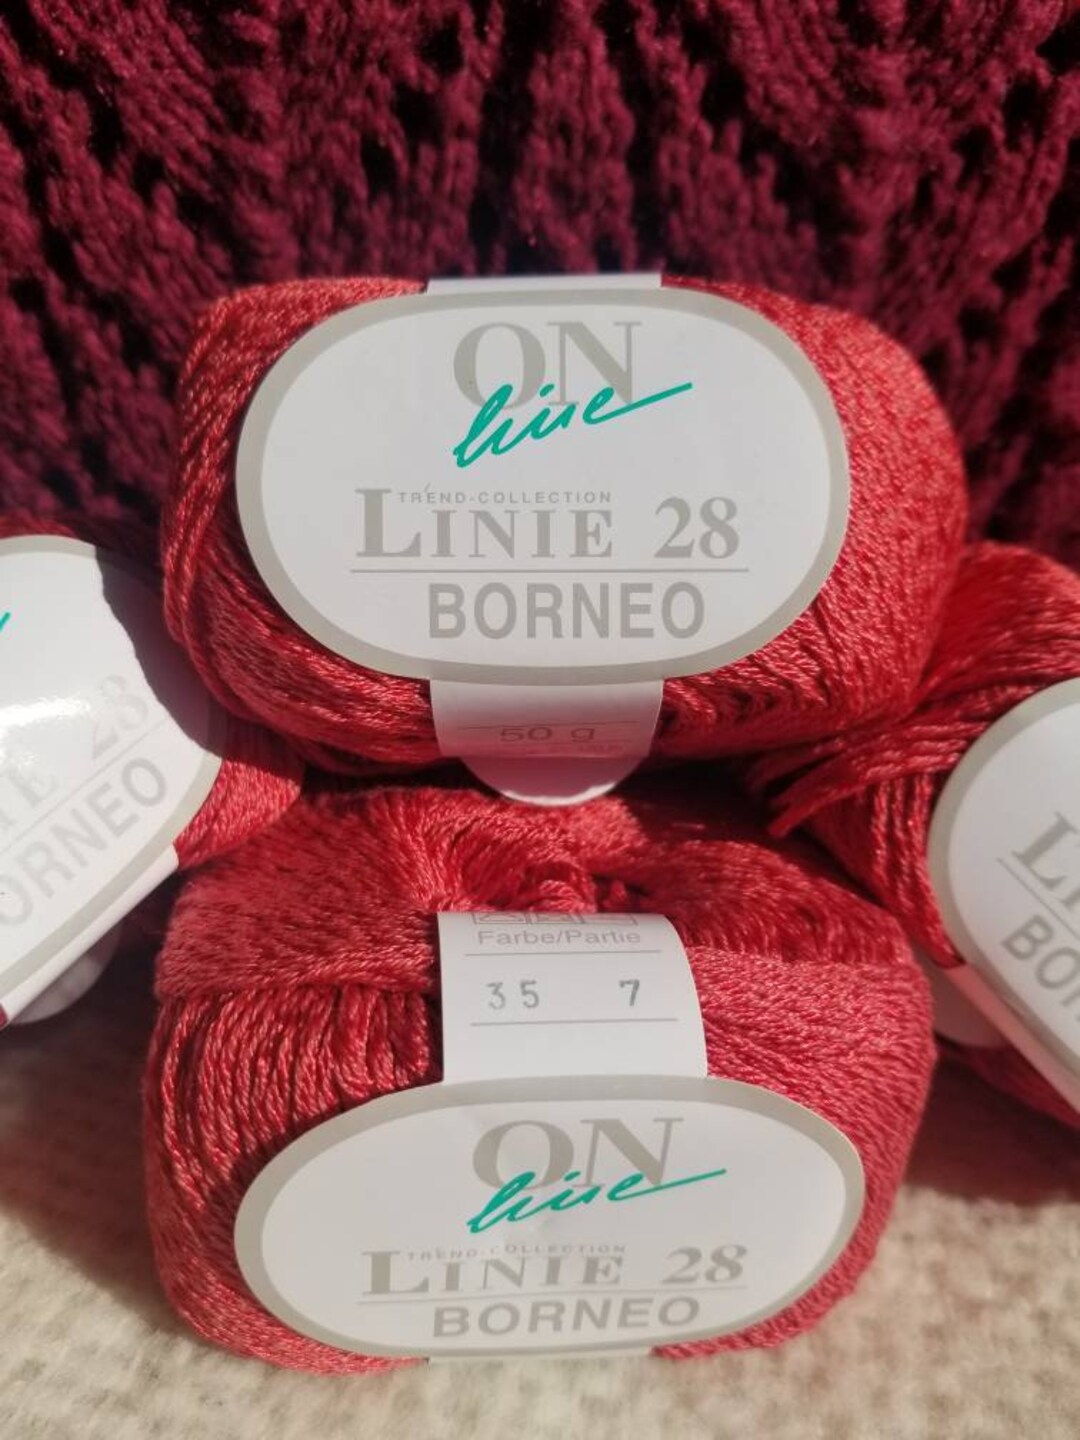 ON
line
TREND-COLLECTION
LINIE 28
BORNEO
50 g
28
BORNEO
Farbe/Partie
35 7
ON
line
TREND-COLLECTION
LINIE 28
BORNEO